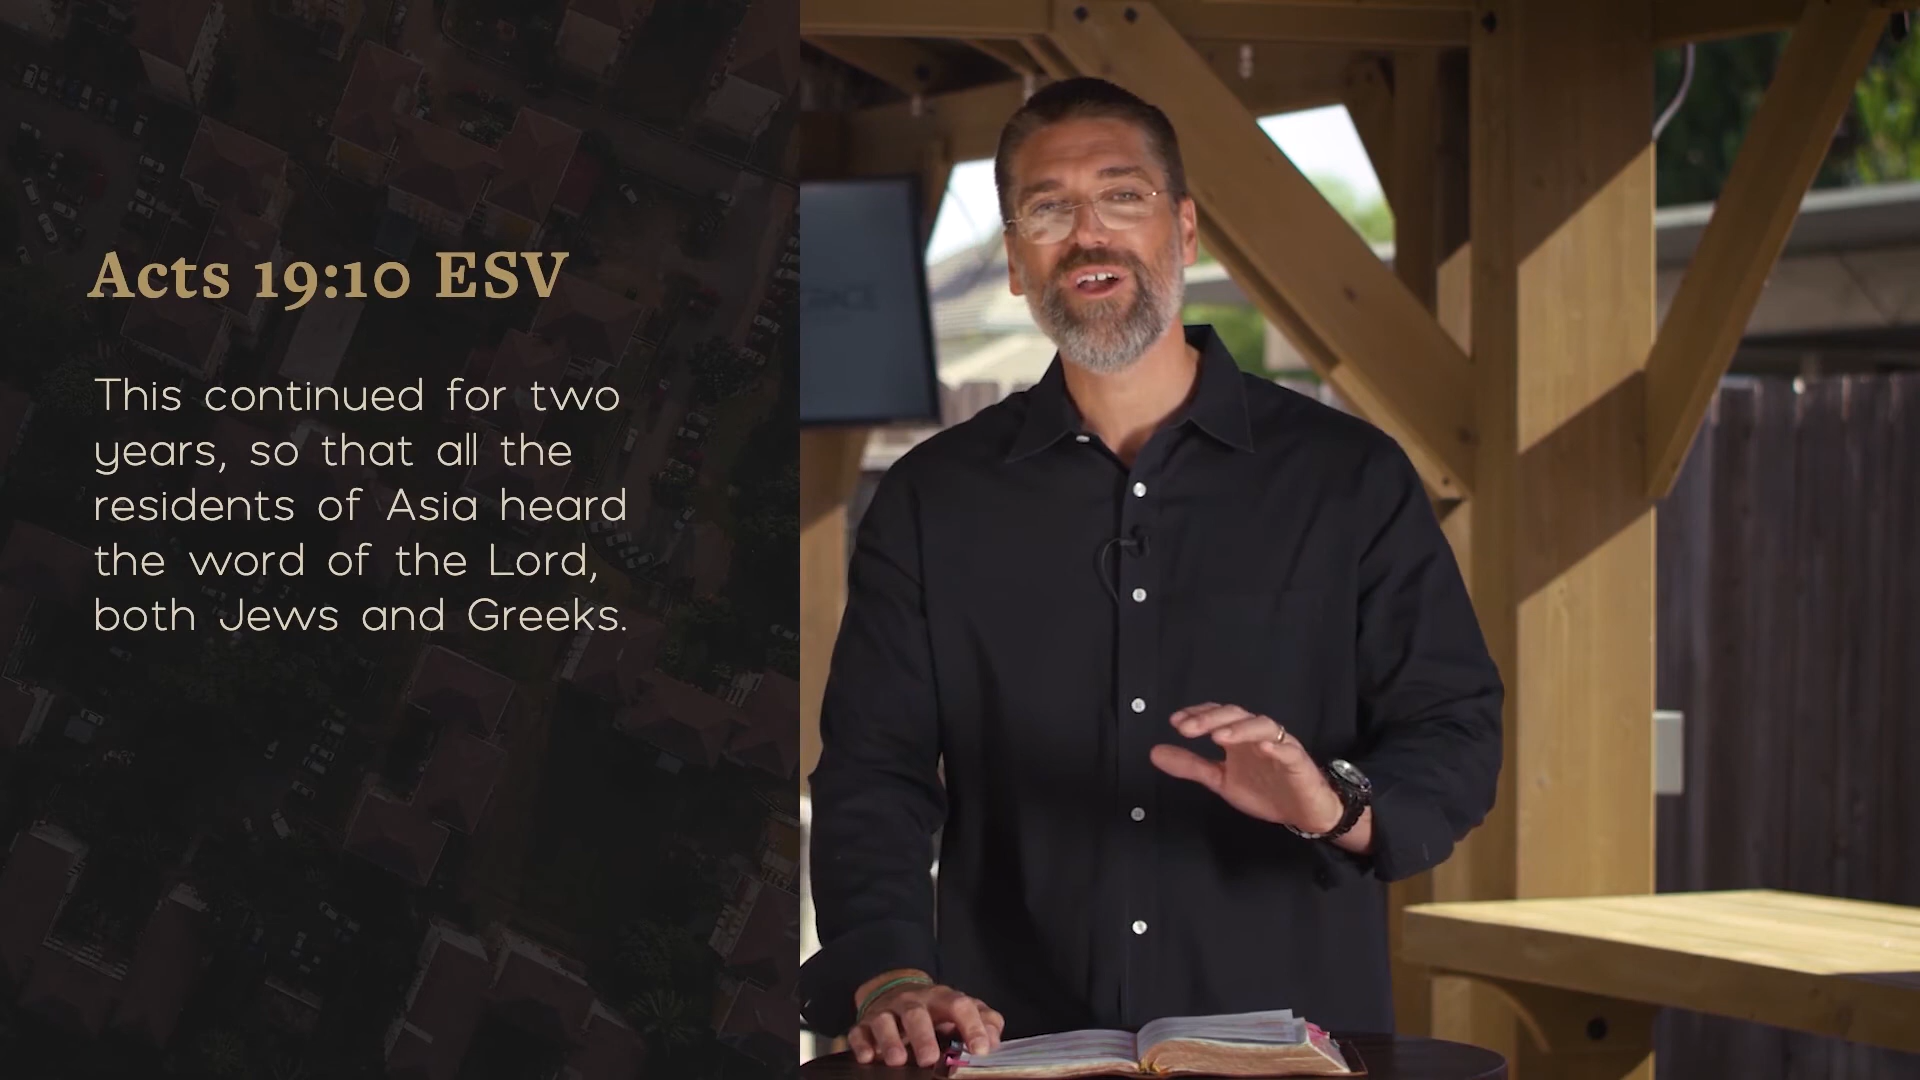 Acts 19:10 ESV
This continued for two
years, so that all the
residents of Asia heard
the word of the Lord,
both Jews and Greeks.